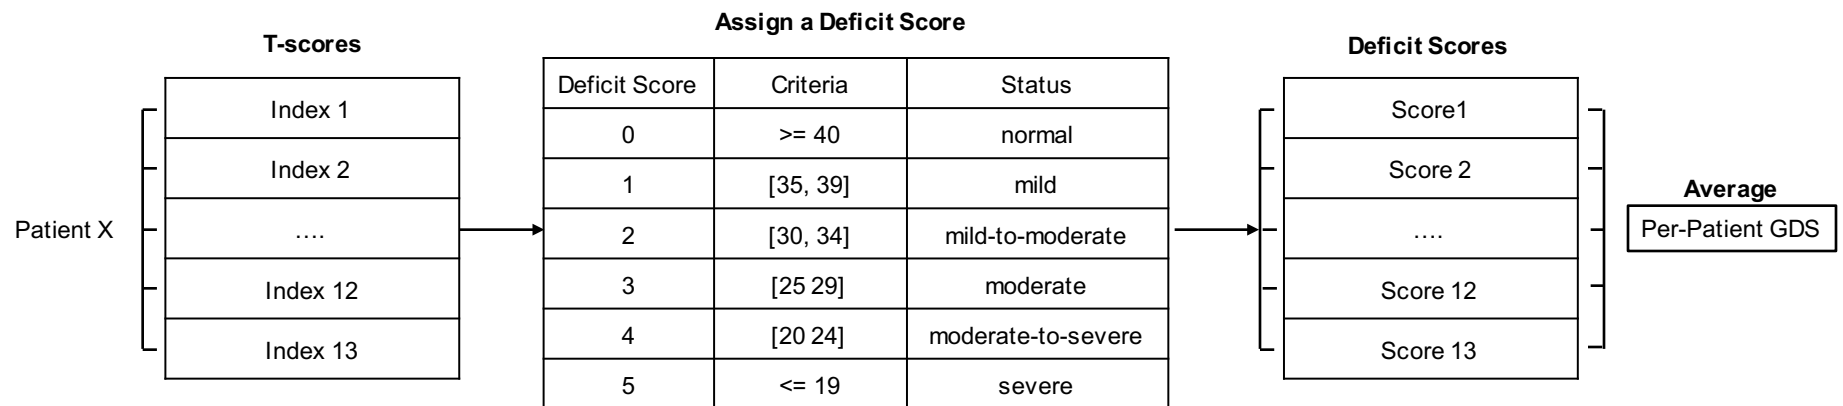 Assign a Deficit Score
T-scores
Deficit Scores
Deficit Score Criteria Status
Index 1
0 >= 40 normal
Score1
Index 2
1 [35, 39] mild
Score 2
Average
Patient X
....
2 [30, 34] mild-to-moderate
....
Per-Patient GDS
Index 12
3 [25 29] moderate
Score 12
Index 13
4 [20 24] moderate-to-severe
Score 13
5 <= 19 severe